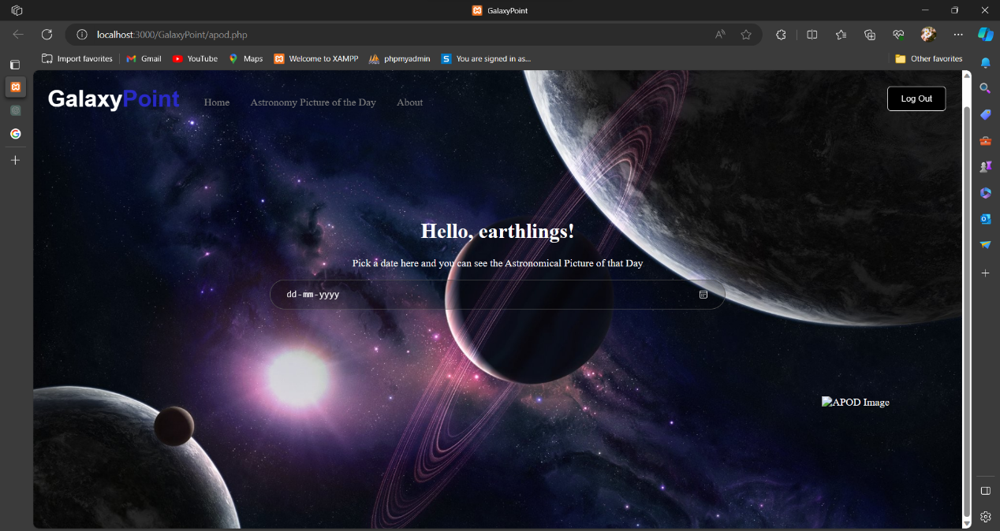 GalaxyPoint
localhost:3000/GalaxyPoint/apod.php
Import favorites Gmail YouTube Maps Welcome to XAMPP phpmyadmin S You are signed in as... Other favorites
GalaxyPoint Home Astronomy Picture of the Day About Log Out
Hello, earthlings!
Pick a date here and you can see the Astronomical Picture of that Day
dd-mm-yyyy
APOD Image